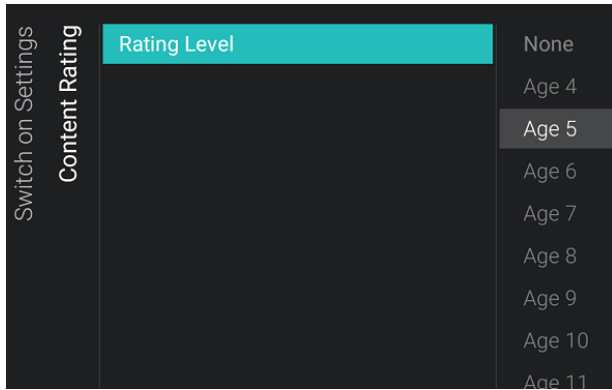 Switch on Settings
Content Rating
Rating Level
None
Age 4
Age 5
Age 6
Age 7
Age 8
Age 9
Age 10
Age 11